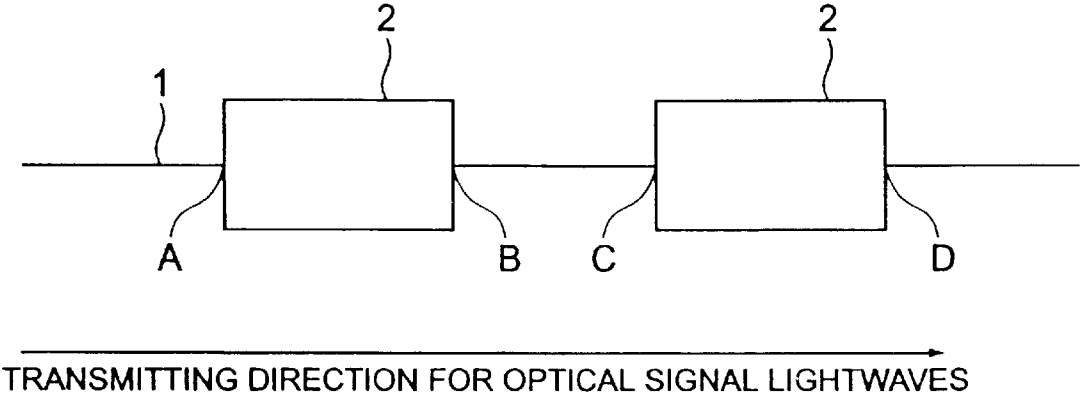 2 2
1
A B C D
TRANSMITTING DIRECTION FOR OPTICAL SIGNAL LIGHTWAVES